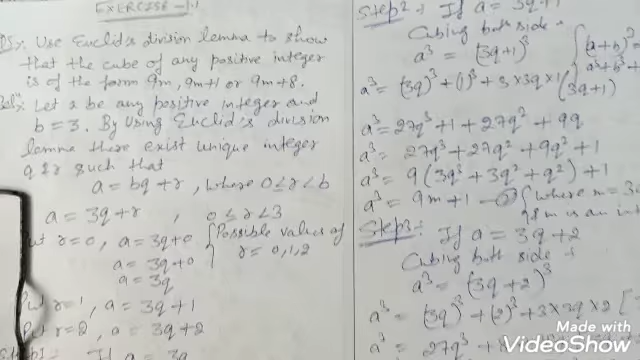 EXERCISE - 1.1
Use Euclid's division lemma to show
that the cube of any positive integer
is of the form 9m, 9m+1 or 9m+8.
Let a be any positive integer and
b = 3. By using Euclid's division
lemma there exist unique integer
q & r such that
a = bq + r, where 0 ≤ r < b
a = 3q + r , 0 ≤ r < 3
Put r=0, a = 3q+0 { Possible values of
a = 3q+0 r = 0,1,2
a = 3q
Put r=1, a = 3q+1
Put r=2, a = 3q+2
If a = 3q
Step2:- If a = 3q+1
Cubing both side
a³ = (3q+1)³ { (a+b)³ =
a³+b³+
a³ = (3q)³ + (1)³ + 3×3q×1 (3q+1)
a³ = 27q³ + 1 + 27q² + 9q
a³ = 27q³ + 27q² + 9q² + 1
a³ = 9(3q³ + 3q² + q²) + 1
a³ = 9m + 1 { where m = 3
& m is an int
Step3:- If a = 3q+2
Cubing both side
a³ = (3q+2)³
a³ = (3q)³ + (2)³ + 3×3q×2
a³ = 27q³ + 8
Made with
VideoShow